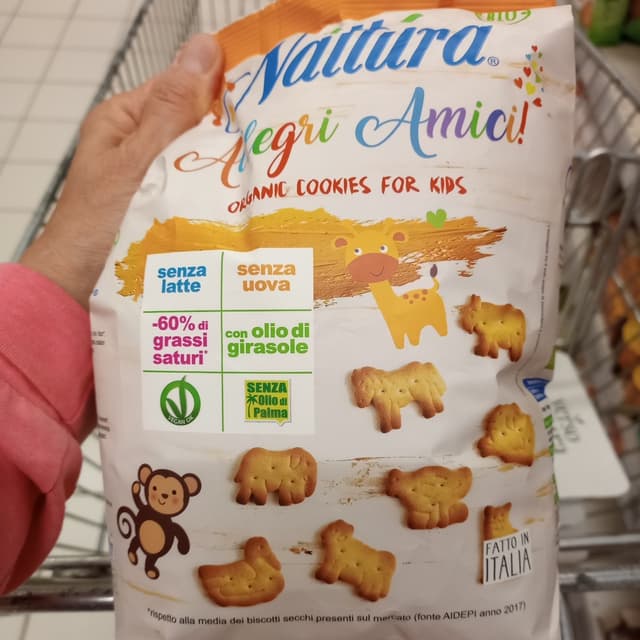 BIO
Nattúra®
Allegri Amici!
ORGANIC COOKIES FOR KIDS
senza
latte
senza
uova
-60% di
grassi
saturi*
con olio di
girasole
VEGAN OK
SENZA
Olio di
Palma
FATTO IN
ITALIA
*rispetto alla media dei biscotti secchi presenti sul mercato (fonte AIDEPI anno 2017)